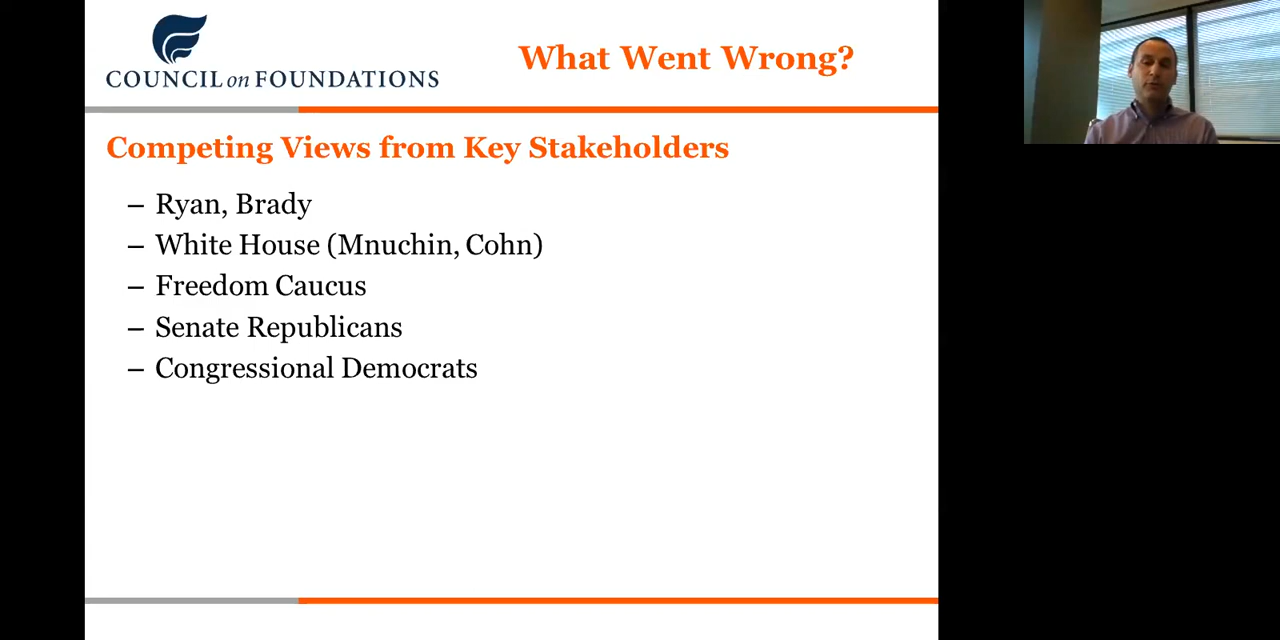 COUNCIL on FOUNDATIONS
What Went Wrong?
Competing Views from Key Stakeholders
– Ryan, Brady
– White House (Mnuchin, Cohn)
– Freedom Caucus
– Senate Republicans
– Congressional Democrats